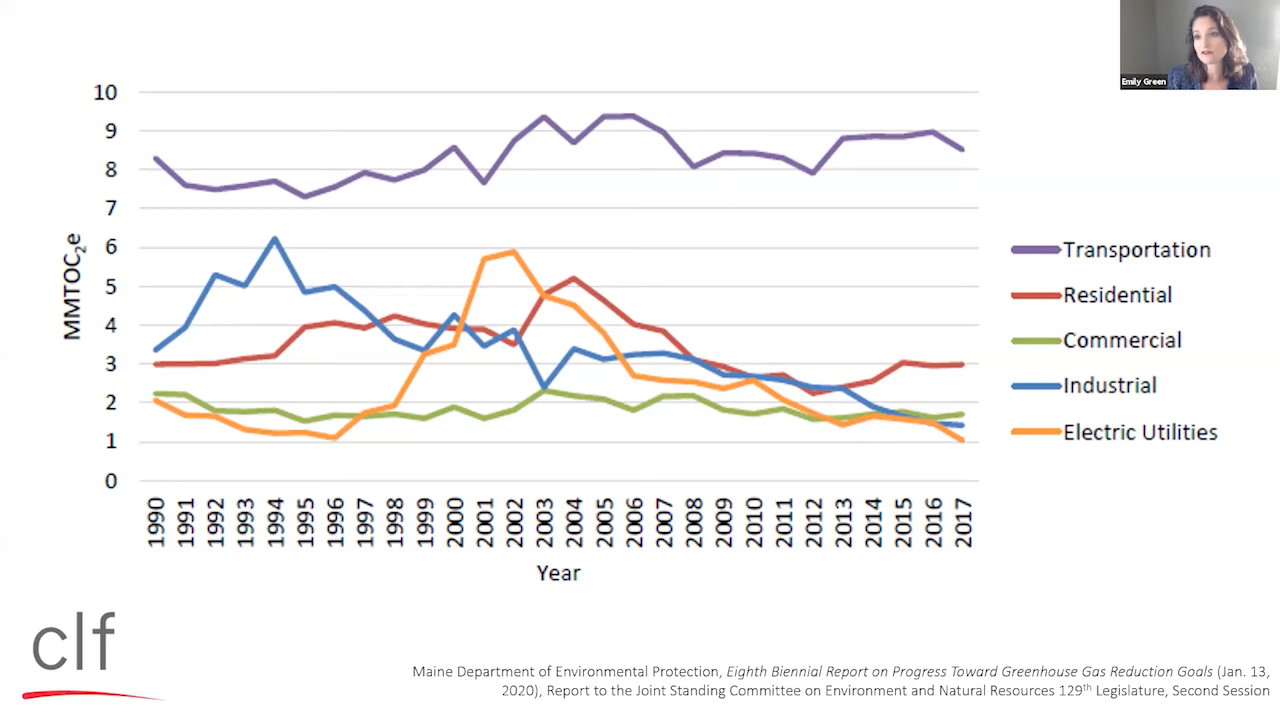 Emily Green
10
9
8
7
6
5
4
3
2
1
0
MMTOC₂e
1990 1991 1992 1993 1994 1995 1996 1997 1998 1999 2000 2001 2002 2003 2004 2005 2006 2007 2008 2009 2010 2011 2012 2013 2014 2015 2016 2017
Year
Transportation
Residential
Commercial
Industrial
Electric Utilities
clf
Maine Department of Environmental Protection, Eighth Biennial Report on Progress Toward Greenhouse Gas Reduction Goals (Jan. 13,
2020), Report to the Joint Standing Committee on Environment and Natural Resources 129th Legislature, Second Session